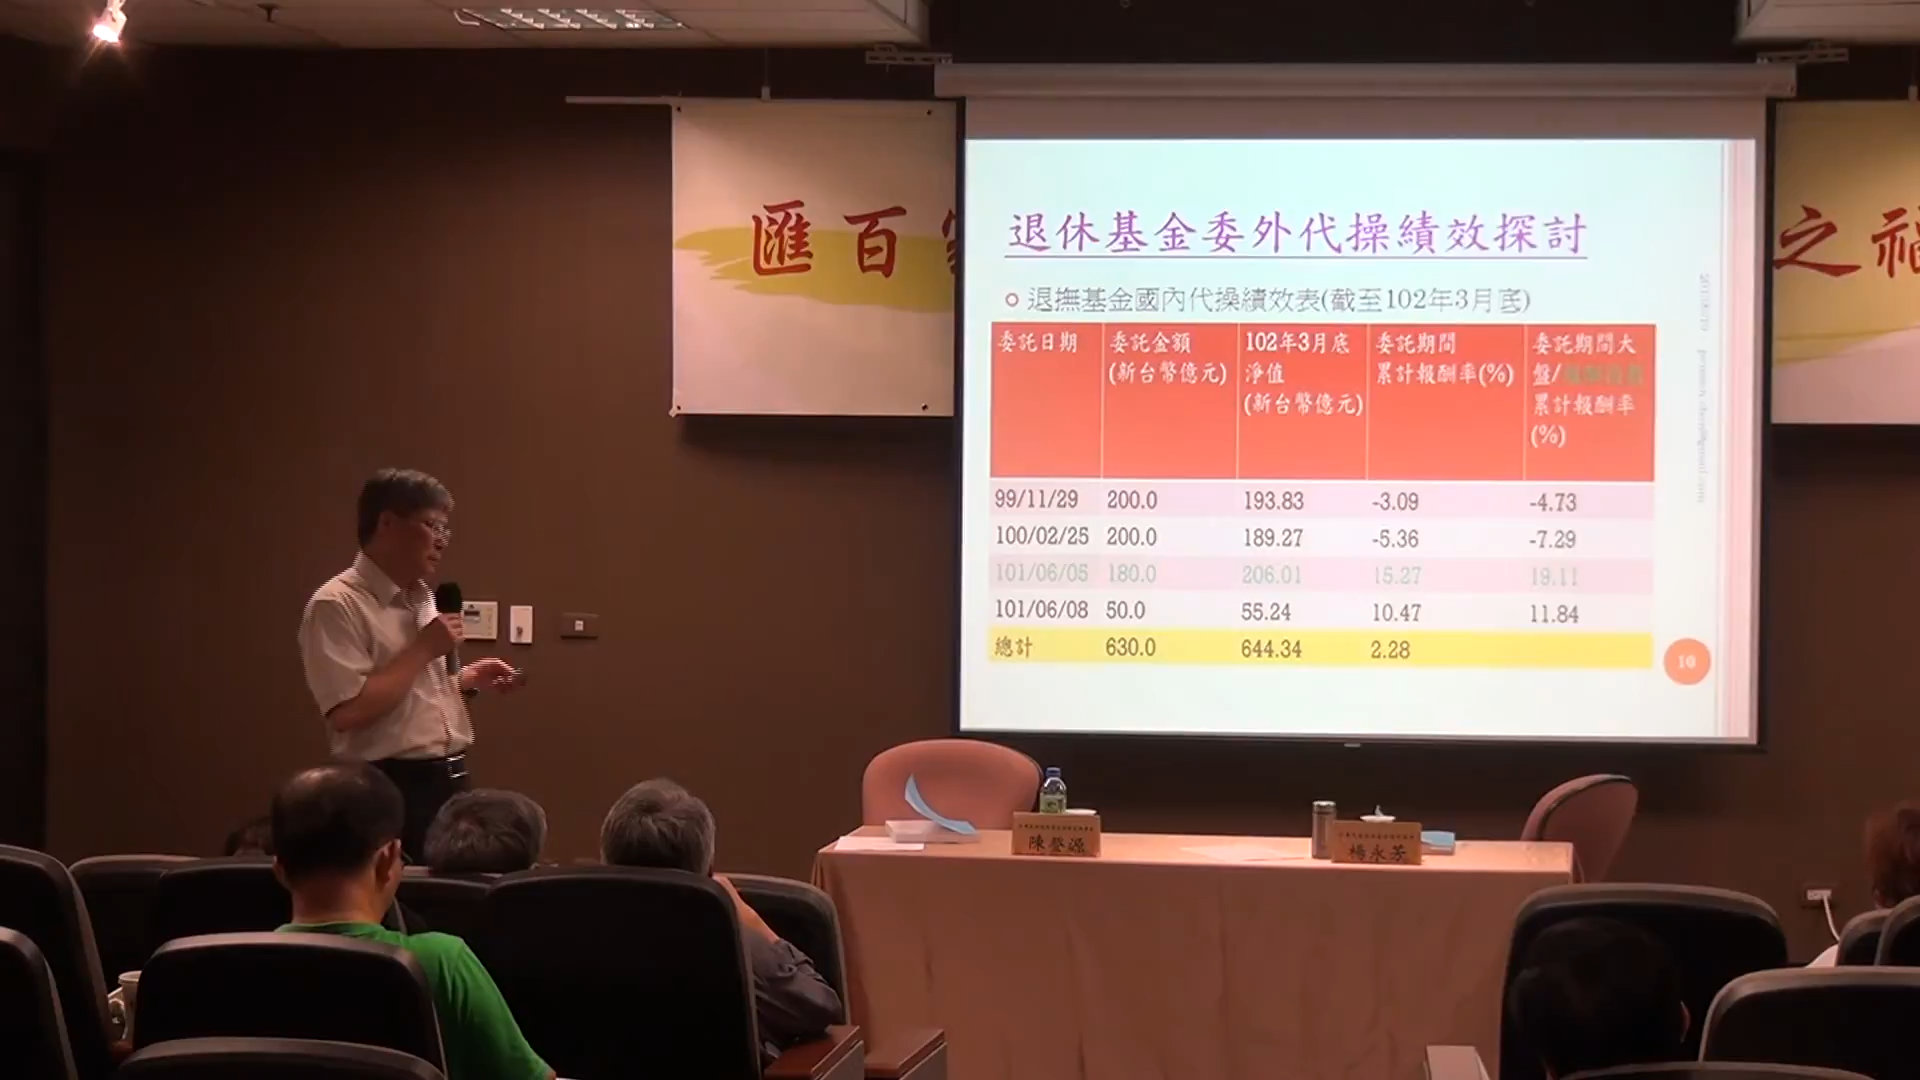 匯百
之福
退休基金委外代操績效探討
退撫基金國內代操績效表(截至102年3月底)
委託日期
委託金額
(新台幣億元)
102年3月底
淨值
(新台幣億元)
委託期間
累計報酬率(%)
委託期間大
盤/
累計報酬率
(%)
99/11/29 200.0 193.83 -3.09 -4.73
100/02/25 200.0 189.27 -5.36 -7.29
101/06/05 180.0 206.01 15.27 19.11
101/06/08 50.0 55.24 10.47 11.84
總計 630.0 644.34 2.28
10
陳登源
楊永芳